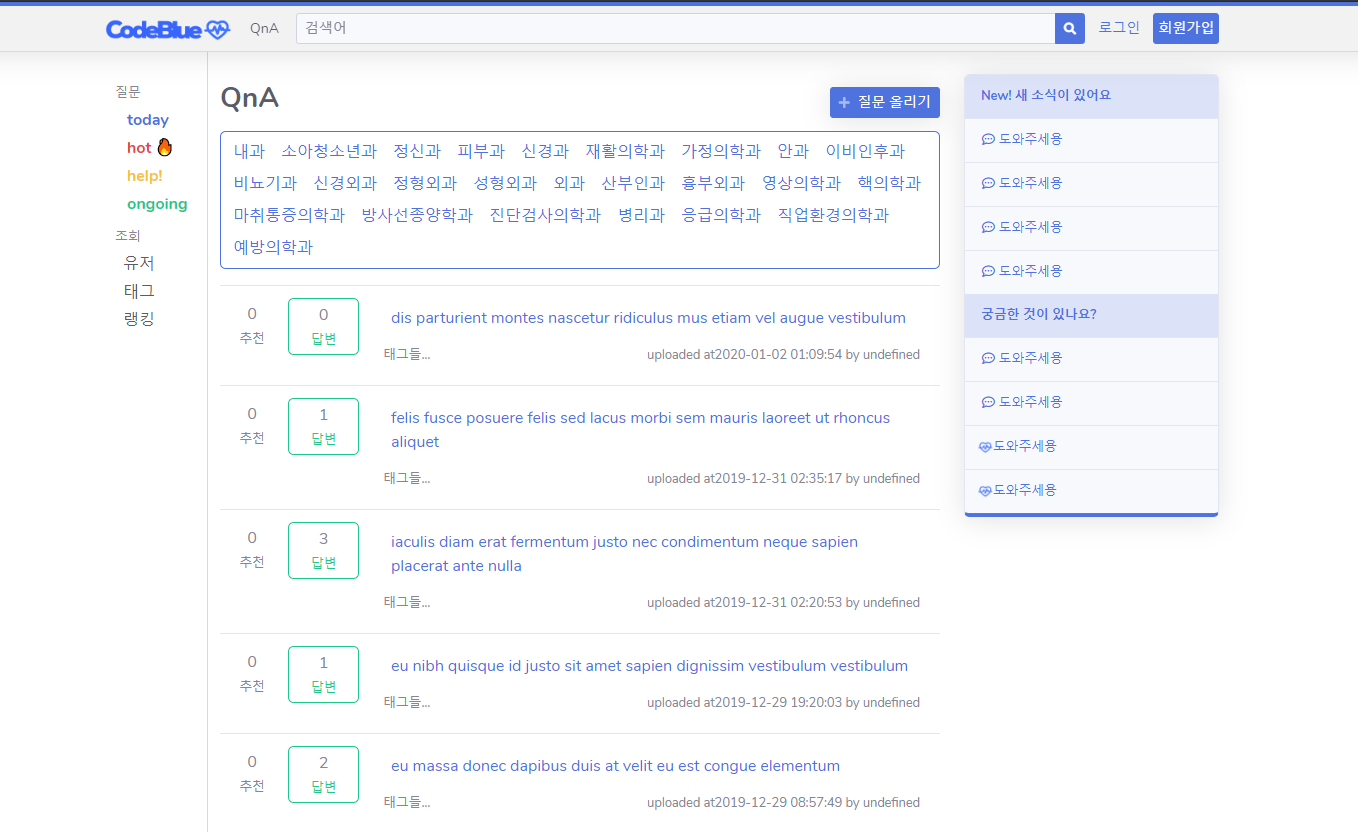 CodeBlue QnA 검색어 로그인 회원가입
질문
today
hot
help!
ongoing
조회
유저
태그
랭킹
QnA
+ 질문 올리기
내과 소아청소년과 정신과 피부과 신경과 재활의학과 가정의학과 안과 이비인후과
비뇨기과 신경외과 정형외과 성형외과 외과 산부인과 흉부외과 영상의학과 핵의학과
마취통증의학과 방사선종양학과 진단검사의학과 병리과 응급의학과 직업환경의학과
예방의학과
0 추천
0 답변
dis parturient montes nascetur ridiculus mus etiam vel augue vestibulum
태그들... uploaded at2020-01-02 01:09:54 by undefined
0 추천
1 답변
felis fusce posuere felis sed lacus morbi sem mauris laoreet ut rhoncus
aliquet
태그들... uploaded at2019-12-31 02:35:17 by undefined
0 추천
3 답변
iaculis diam erat fermentum justo nec condimentum neque sapien
placerat ante nulla
태그들... uploaded at2019-12-31 02:20:53 by undefined
0 추천
1 답변
eu nibh quisque id justo sit amet sapien dignissim vestibulum vestibulum
태그들... uploaded at2019-12-29 19:20:03 by undefined
0 추천
2 답변
eu massa donec dapibus duis at velit eu est congue elementum
태그들... uploaded at2019-12-29 08:57:49 by undefined
New! 새 소식이 있어요
도와주세용
도와주세용
도와주세용
도와주세용
궁금한 것이 있나요?
도와주세용
도와주세용
도와주세용
도와주세용